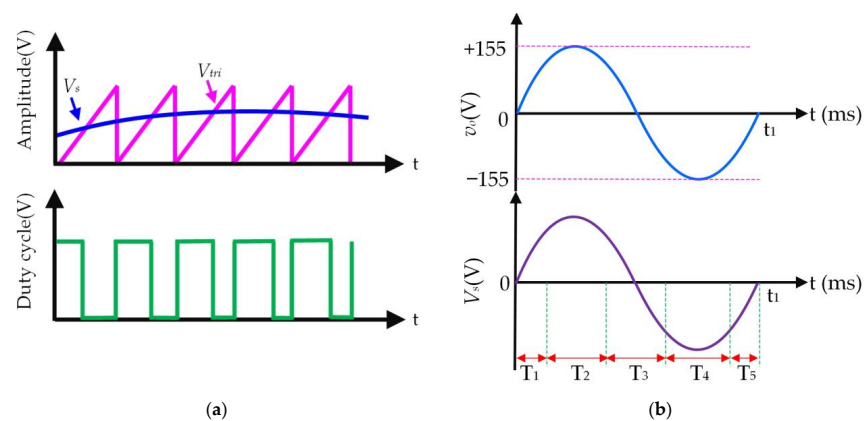 Amplitude(V)
Vs
Vtri
t
Duty cycle(V)
t
(a)
+155
vo(V)
0
t1
t (ms)
−155
Vs(V)
0
t1
t (ms)
T1
T2
T3
T4
T5
(b)